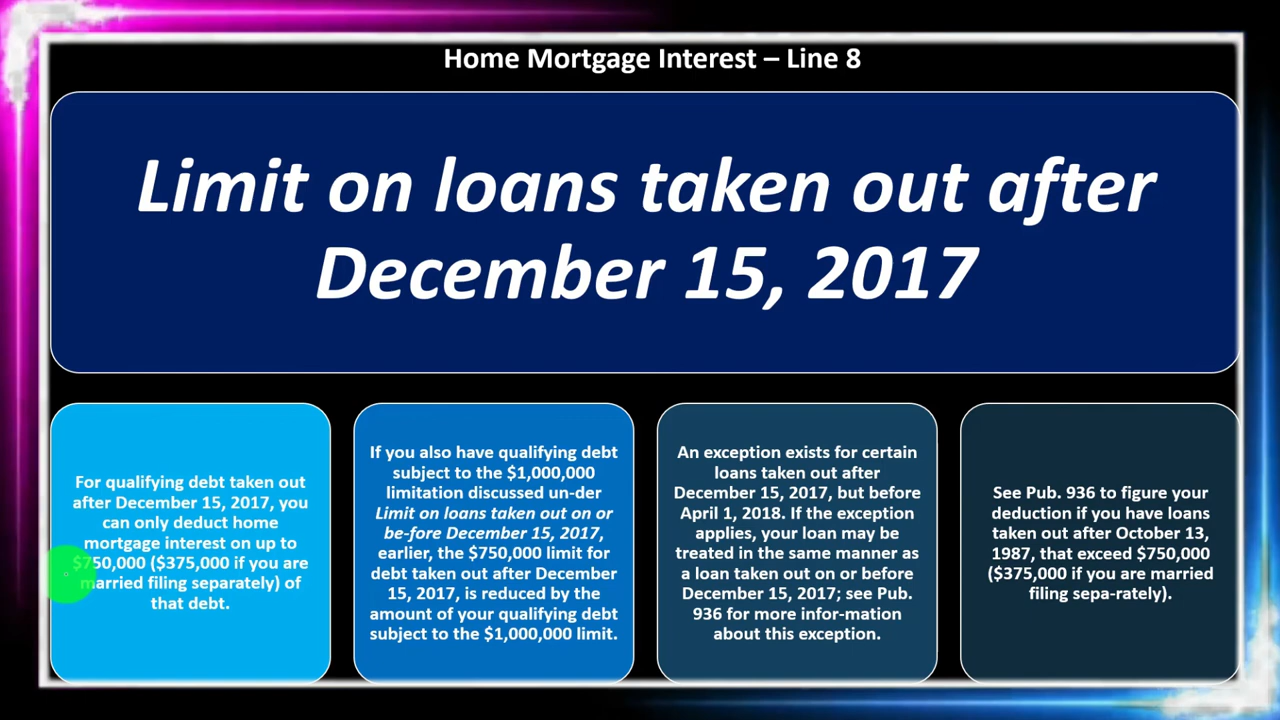 Home Mortgage Interest – Line 8
Limit on loans taken out after
December 15, 2017
For qualifying debt taken out
after December 15, 2017, you
can only deduct home
mortgage interest on up to
$750,000 ($375,000 if you are
married filing separately) of
that debt.
If you also have qualifying debt
subject to the $1,000,000
limitation discussed un-der
Limit on loans taken out on or
be-fore December 15, 2017,
earlier, the $750,000 limit for
debt taken out after December
15, 2017, is reduced by the
amount of your qualifying debt
subject to the $1,000,000 limit.
An exception exists for certain
loans taken out after
December 15, 2017, but before
April 1, 2018. If the exception
applies, your loan may be
treated in the same manner as
a loan taken out on or before
December 15, 2017; see Pub.
936 for more infor-mation
about this exception.
See Pub. 936 to figure your
deduction if you have loans
taken out after October 13,
1987, that exceed $750,000
($375,000 if you are married
filing sepa-rately).